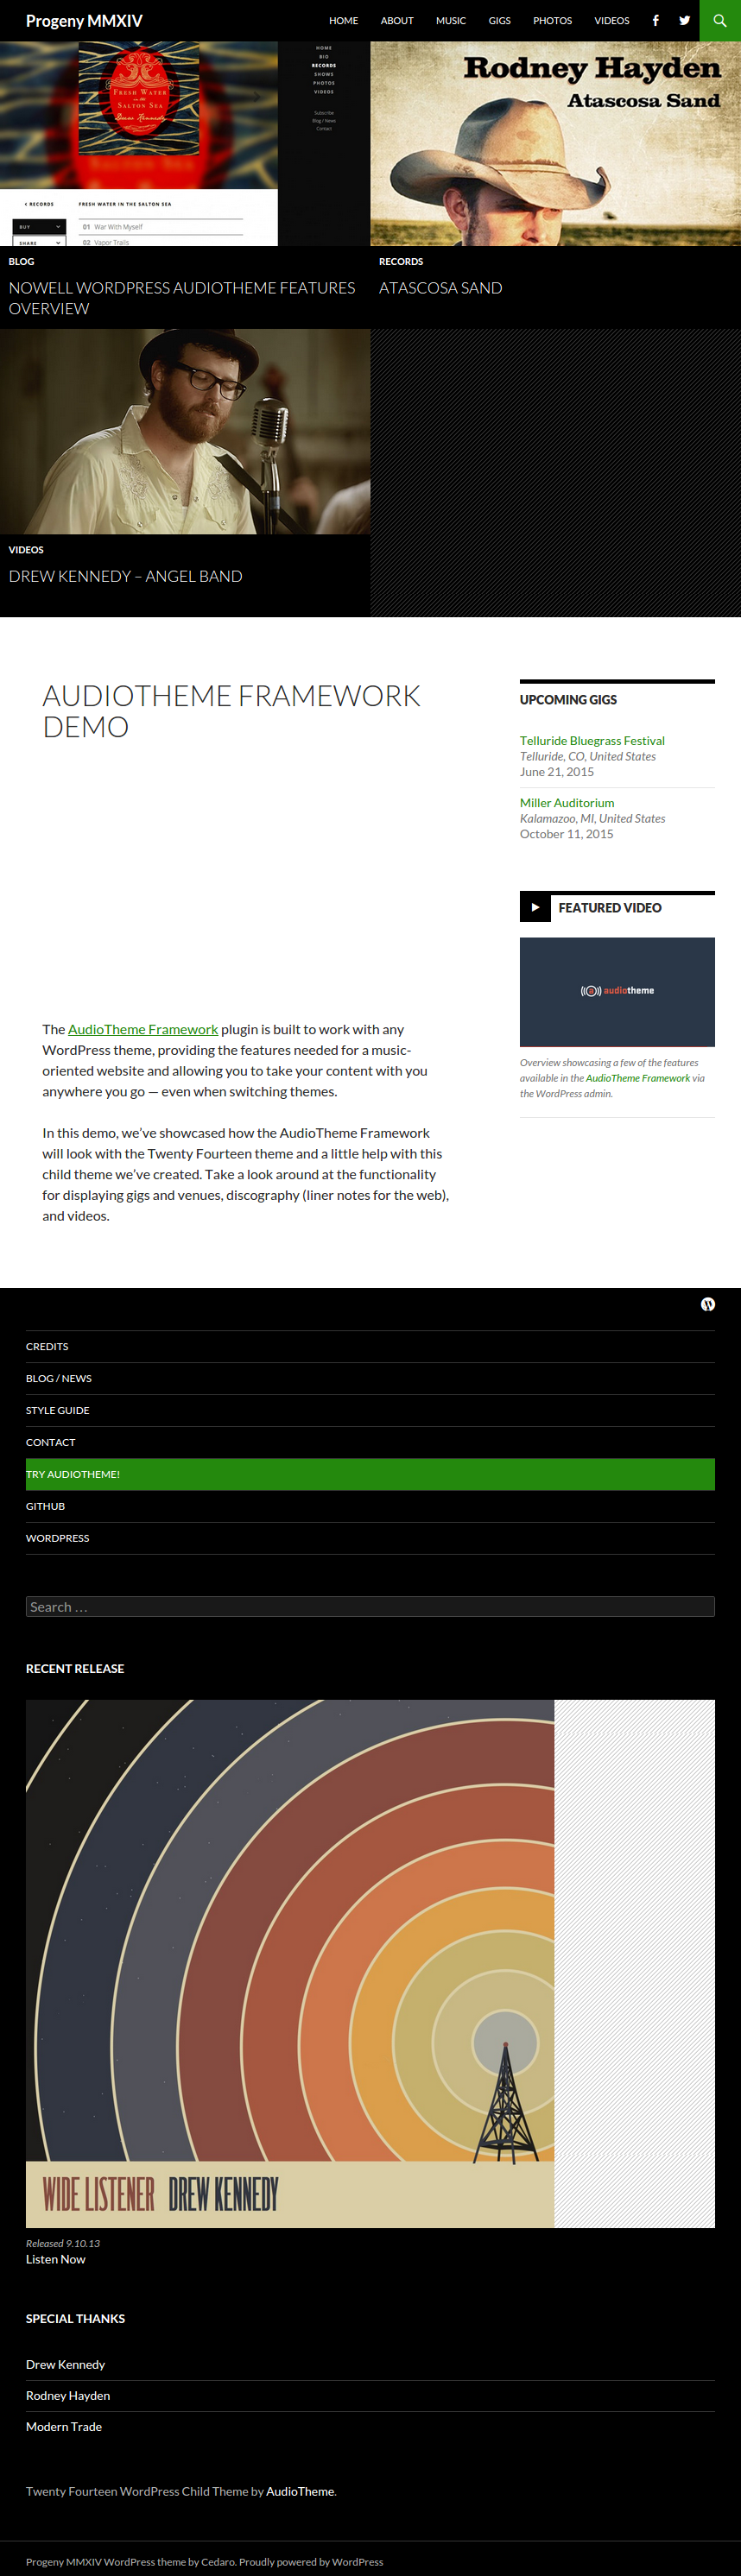 Progeny MMXIV
HOME
ABOUT
MUSIC
GIGS
PHOTOS
VIDEOS
FRESH WATER
in the
SALTON SEA
Drew Kennedy
HOME
BIO
RECORDS
SHOWS
PHOTOS
VIDEOS
Subscribe
Blog / News
Contact
‹ RECORDS
FRESH WATER IN THE SALTON SEA
BUY
01 War With Myself
SHARE
02 Vapor Trails
Rodney Hayden
Atascosa Sand
BLOG
NOWELL WORDPRESS AUDIOTHEME FEATURES
OVERVIEW
RECORDS
ATASCOSA SAND
VIDEOS
DREW KENNEDY – ANGEL BAND
AUDIOTHEME FRAMEWORK
DEMO
The AudioTheme Framework plugin is built to work with any
WordPress theme, providing the features needed for a music-
oriented website and allowing you to take your content with you
anywhere you go — even when switching themes.
In this demo, we've showcased how the AudioTheme Framework
will look with the Twenty Fourteen theme and a little help with this
child theme we've created. Take a look around at the functionality
for displaying gigs and venues, discography (liner notes for the web),
and videos.
UPCOMING GIGS
Telluride Bluegrass Festival
Telluride, CO, United States
June 21, 2015
Miller Auditorium
Kalamazoo, MI, United States
October 11, 2015
FEATURED VIDEO
audiotheme
Overview showcasing a few of the features
available in the AudioTheme Framework via
the WordPress admin.
CREDITS
BLOG / NEWS
STYLE GUIDE
CONTACT
TRY AUDIOTHEME!
GITHUB
WORDPRESS
Search …
RECENT RELEASE
WIDE LISTENER DREW KENNEDY
Released 9.10.13
Listen Now
SPECIAL THANKS
Drew Kennedy
Rodney Hayden
Modern Trade
Twenty Fourteen WordPress Child Theme by AudioTheme.
Progeny MMXIV WordPress theme by Cedaro. Proudly powered by WordPress